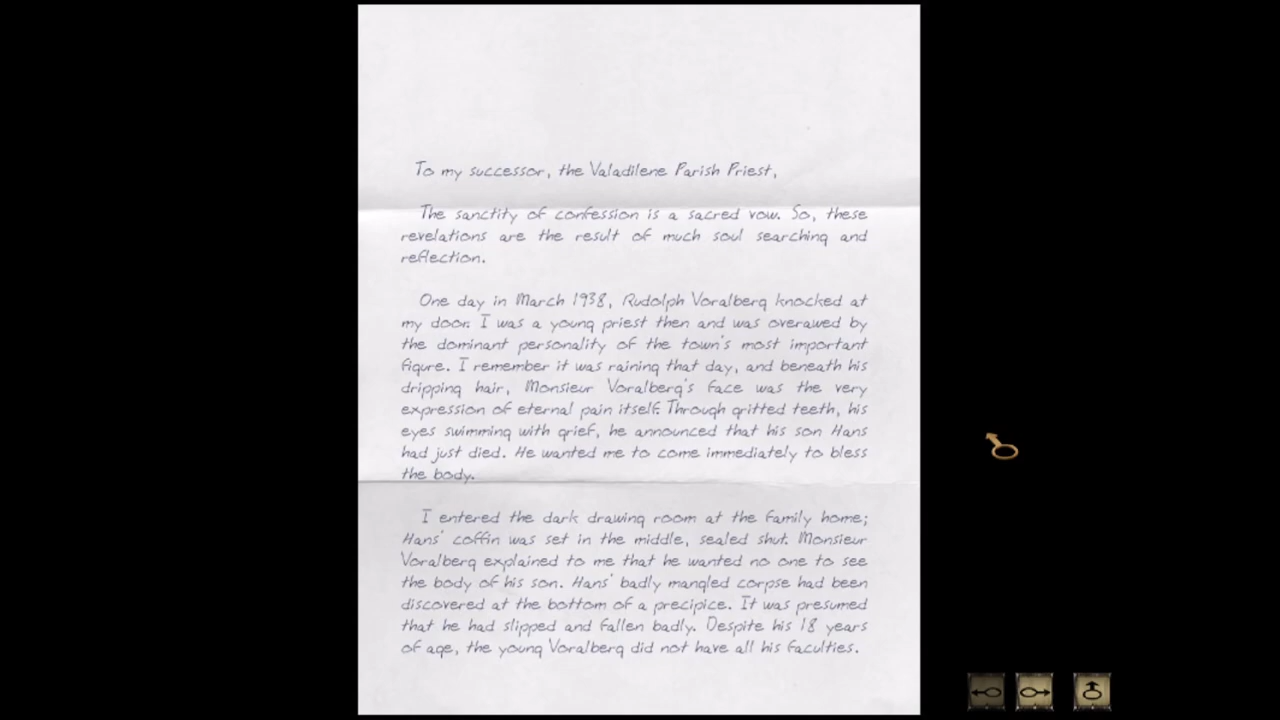 To my successor, the Valadilene Parish Priest,
The sanctity of confession is a sacred vow. So, these
revelations are the result of much soul searching and
reflection.
One day in March 1938, Rudolph Voralberg knocked at
my door. I was a young priest then and was overawed by
the dominant personality of the town's most important
figure. I remember it was raining that day, and beneath his
dripping hair, Monsieur Voralberg's face was the very
expression of eternal pain itself. Through gritted teeth, his
eyes swimming with grief, he announced that his son Hans
had just died. He wanted me to come immediately to bless
the body.
I entered the dark drawing room at the family home;
Hans' coffin was set in the middle, sealed shut. Monsieur
Voralberg explained to me that he wanted no one to see
the body of his son. Hans' badly mangled corpse had been
discovered at the bottom of a precipice. It was presumed
that he had slipped and fallen badly. Despite his 18 years
of age, the young Voralberg did not have all his faculties.